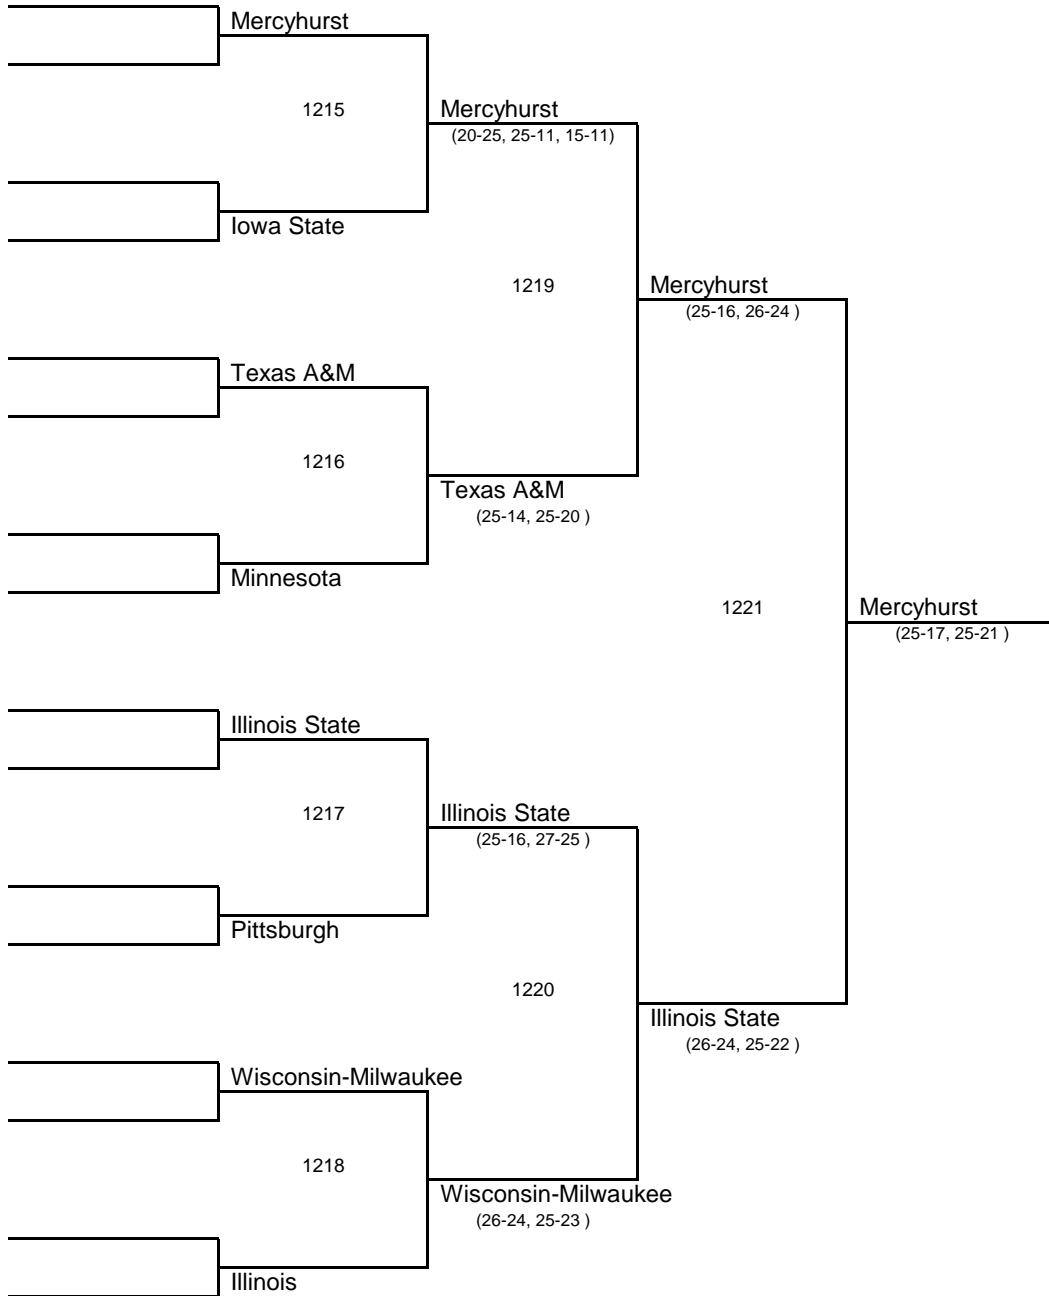 Mercyhurst
1215
Mercyhurst
(20-25, 25-11, 15-11)
Iowa State
1219
Mercyhurst
(25-16, 26-24 )
Texas A&M
1216
Texas A&M
(25-14, 25-20 )
Minnesota
1221
Mercyhurst
(25-17, 25-21 )
Illinois State
1217
Illinois State
(25-16, 27-25 )
Pittsburgh
1220
Illinois State
(26-24, 25-22 )
Wisconsin-Milwaukee
1218
Wisconsin-Milwaukee
(26-24, 25-23 )
Illinois